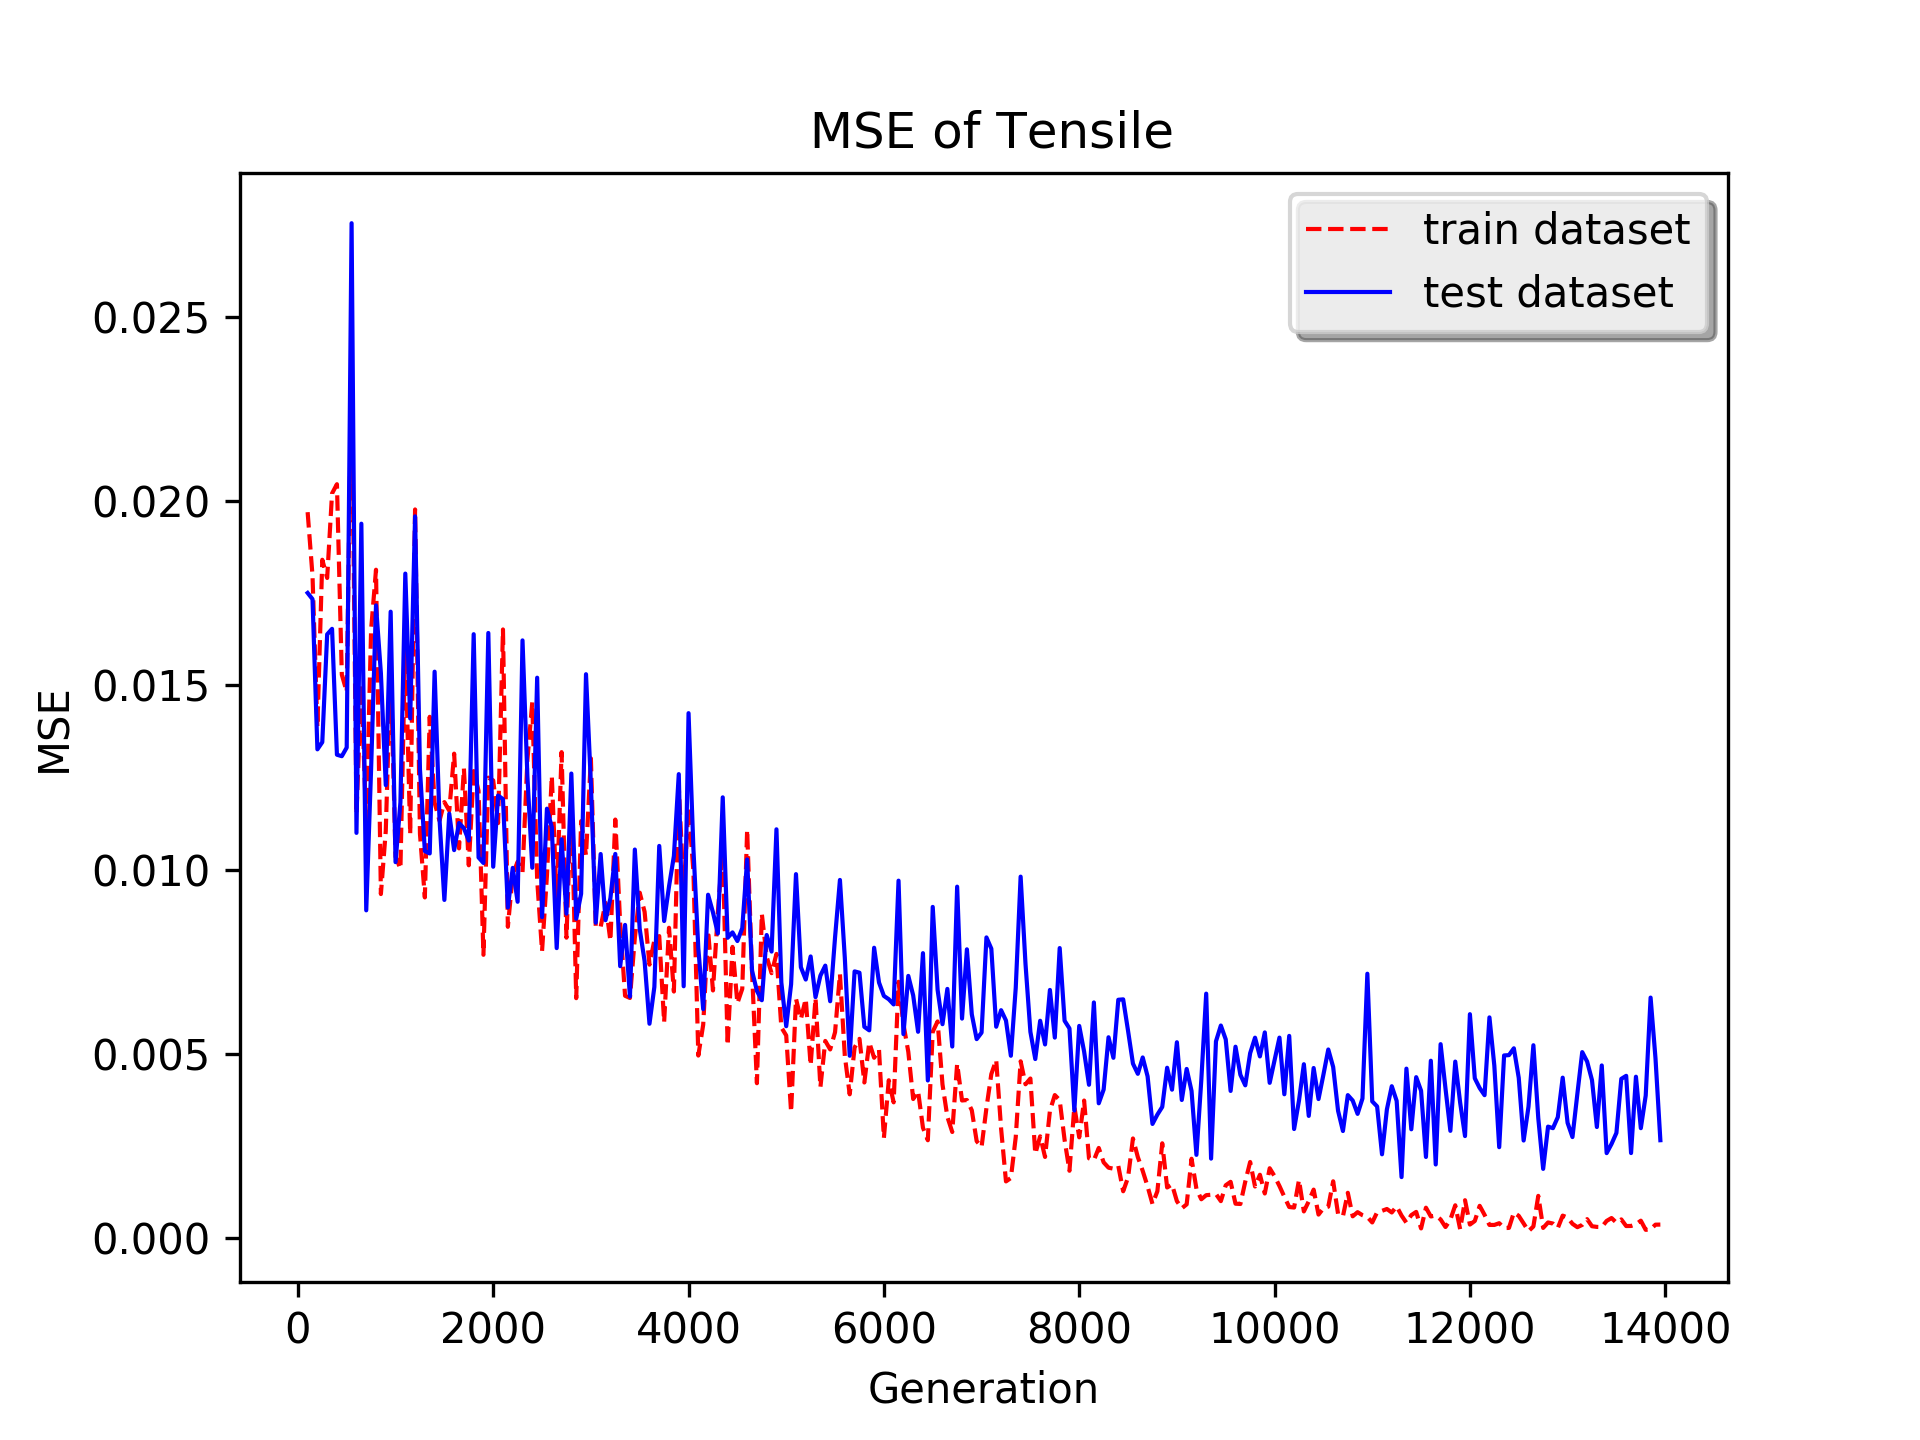 MSE of Tensile
train dataset
test dataset
MSE
0.025
0.020
0.015
0.010
0.005
0.000
0 2000 4000 6000 8000 10000 12000 14000
Generation